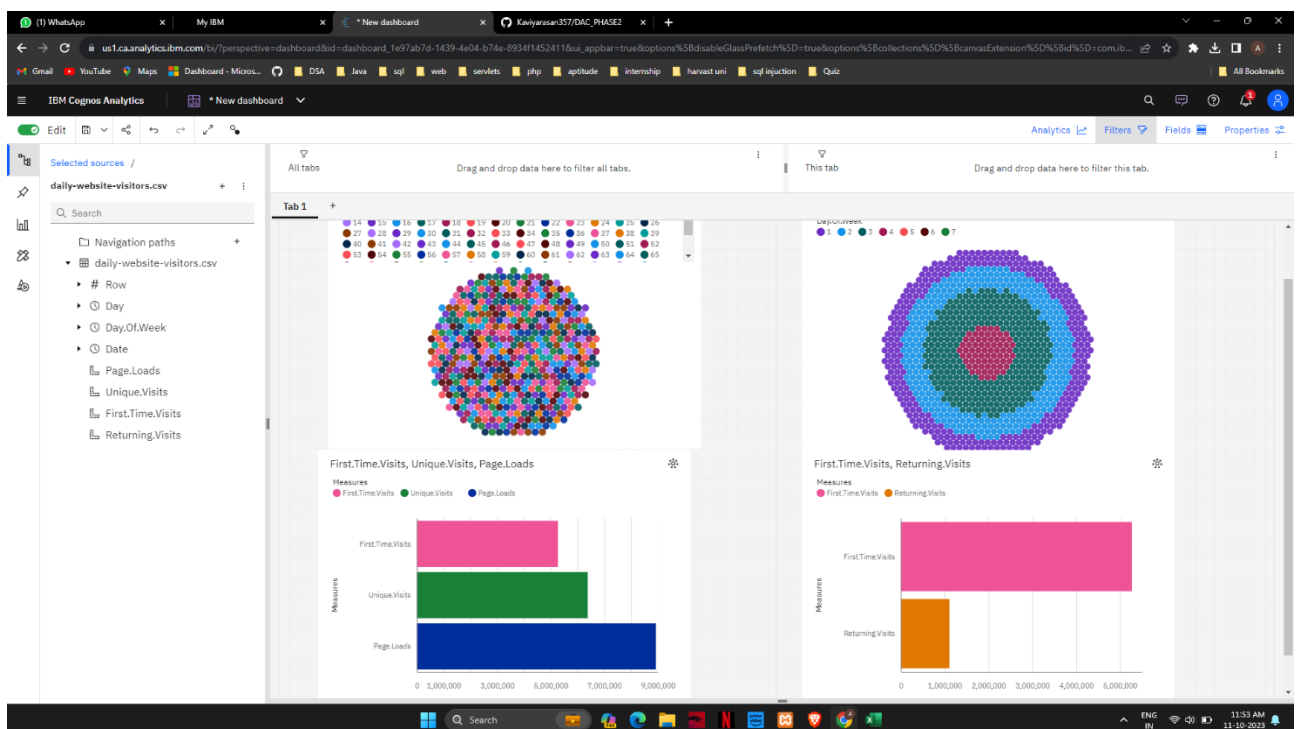 (1) WhatsApp × My IBM × * New dashboard × Kaviyarasan357/DAC_PHASE2 × +
us1.ca.analytics.ibm.com/bi/?perspective=dashboard&id=dashboard_1e97ab7d-1439-4e04-b74e-8934f1452411&ui_appbar=true&options%5BdisableGlassPrefetch%5D=true&options%5Bcollections%5D%5BcanvasExtension%5D%5Bid%5D=com.ib... A
Gmail YouTube Maps Dashboard - Micros... DSA Java sql web servlets php aptitude internship harvast uni sql injuction Quiz All Bookmarks
IBM Cognos Analytics * New dashboard 1
Edit Analytics Filters Fields Properties
Selected sources /
daily-website-visitors.csv + :
Search
Navigation paths +
daily-website-visitors.csv
# Row
Day
Day.Of.Week
Date
Page.Loads
Unique.Visits
First.Time.Visits
Returning.Visits
All tabs Drag and drop data here to filter all tabs.
This tab Drag and drop data here to filter this tab.
Tab 1 +
14 15 16 17 18 19 20 21 22 23 24 25 26
27 28 29 30 31 32 33 34 35 36 37 38 39
40 41 42 43 44 45 46 47 48 49 50 51 52
53 54 55 56 57 58 59 60 61 62 63 64 65
Day.Of.Week
1 2 3 4 5 6 7
First.Time.Visits, Unique.Visits, Page.Loads
Measures
First.Time.Visits Unique.Visits Page.Loads
Measures
First.Time.Visits
Unique.Visits
Page.Loads
0 1,000,000 3,000,000 5,000,000 7,000,000 9,000,000
First.Time.Visits, Returning.Visits
Measures
First.Time.Visits Returning.Visits
Measures
First.Time.Visits
Returning.Visits
0 1,000,000 2,000,000 3,000,000 4,000,000 5,000,000
Search
ENG
IN
11:53 AM
11-10-2023